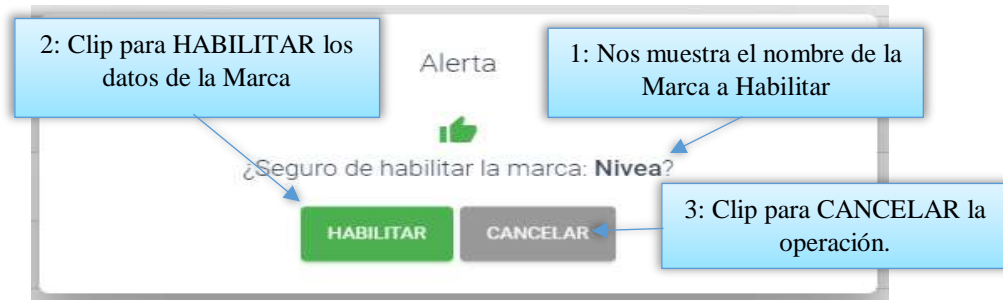 2: Clip para HABILITAR los
datos de la Marca
Alerta
1: Nos muestra el nombre de la
Marca a Habilitar
¿Seguro de habilitar la marca: Nivea?
HABILITAR
CANCELAR
3: Clip para CANCELAR la
operación.